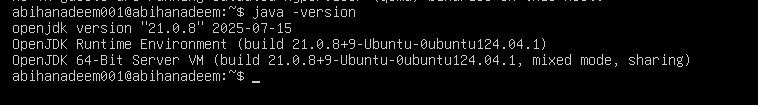 abihanadeem001@abihanadeem:~$ java -version
openjdk version "21.0.8" 2025-07-15
OpenJDK Runtime Environment (build 21.0.8+9-Ubuntu-0ubuntu124.04.1)
OpenJDK 64-Bit Server VM (build 21.0.8+9-Ubuntu-0ubuntu124.04.1, mixed mode, sharing)
abihanadeem001@abihanadeem:~$ _